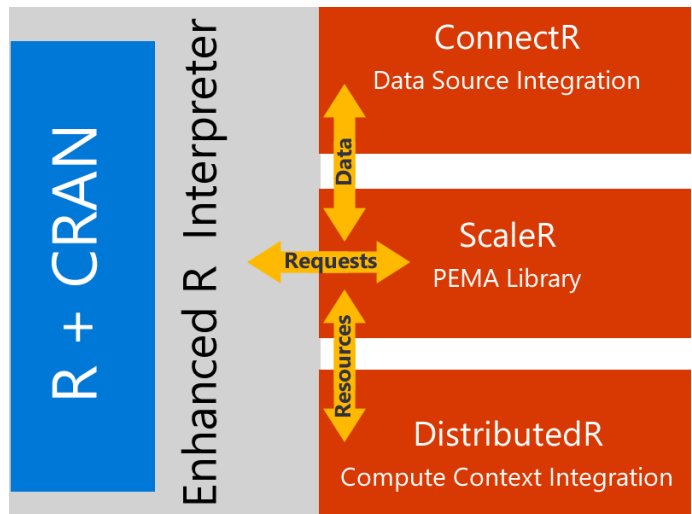 R + CRAN
Enhanced R Interpreter
ConnectR
Data Source Integration
Data
ScaleR
PEMA Library
Requests
Resources
DistributedR
Compute Context Integration